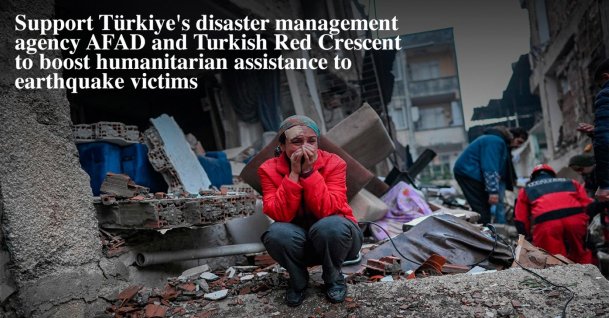 Support Türkiye's disaster management
agency AFAD and Turkish Red Crescent
to boost humanitarian assistance to
earthquake victims